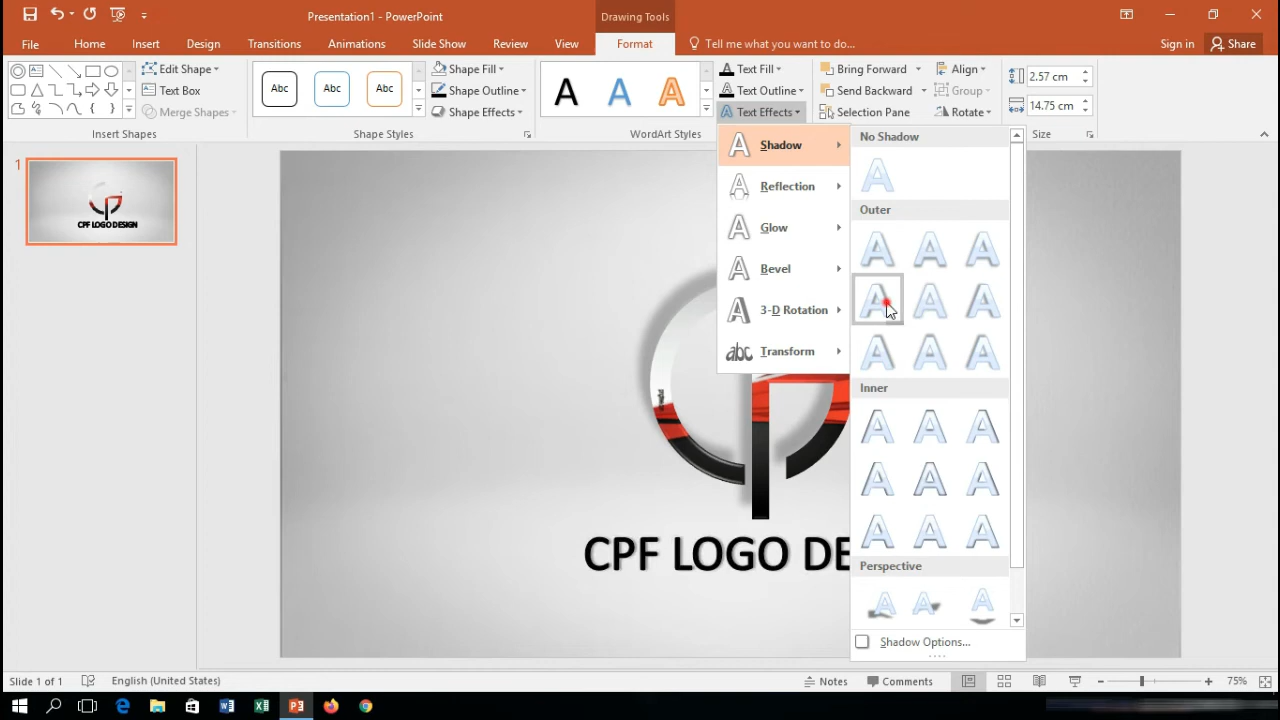 Presentation1 - PowerPoint
Drawing Tools
File
Home
Insert
Design
Transitions
Animations
Slide Show
Review
View
Format
Tell me what you want to do...
Sign in
Share
Edit Shape
Text Box
Merge Shapes
Insert Shapes
Abc
Abc
Abc
Shape Fill
Shape Outline
Shape Effects
Shape Styles
A
A
A
WordArt Styles
Text Fill
Text Outline
Text Effects
Bring Forward
Send Backward
Selection Pane
Align
Group
Rotate
2.57 cm
14.75 cm
Size
1
CPF LOGO DESIGN
Shadow
Reflection
Glow
Bevel
3-D Rotation
abc Transform
No Shadow
Outer
Inner
Perspective
Shadow Options...
CPF LOGO DE
Slide 1 of 1
English (United States)
Notes
Comments
75%